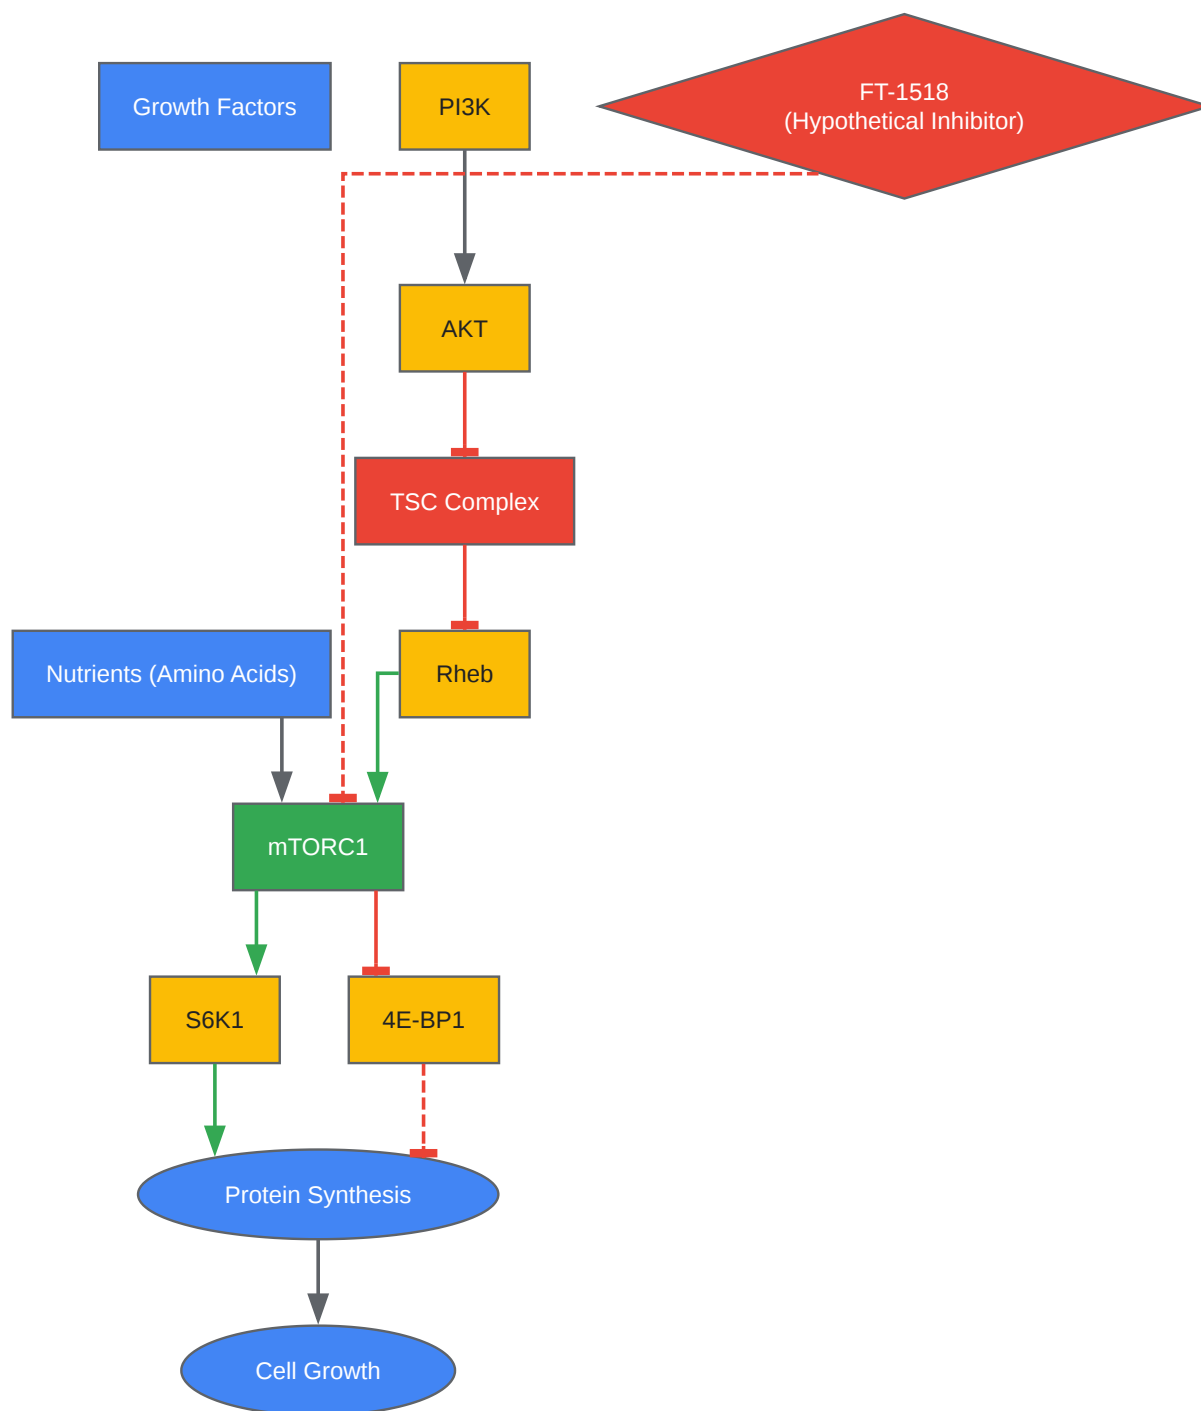 Growth Factors
PI3K
FT-1518
(Hypothetical Inhibitor)
AKT
TSC Complex
Nutrients (Amino Acids)
Rheb
mTORC1
S6K1
4E-BP1
Protein Synthesis
Cell Growth